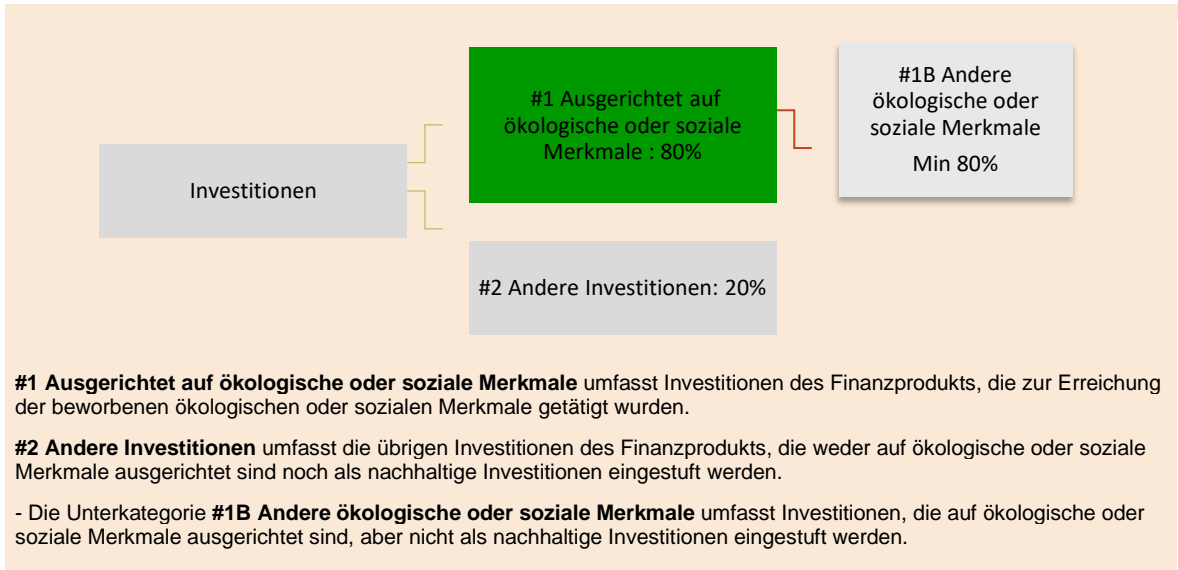 Investitionen
#1 Ausgerichtet auf
ökologische oder soziale
Merkmale : 80%
#1B Andere
ökologische oder
soziale Merkmale
Min 80%
#2 Andere Investitionen: 20%
#1 Ausgerichtet auf ökologische oder soziale Merkmale umfasst Investitionen des Finanzprodukts, die zur Erreichung
der beworbenen ökologischen oder sozialen Merkmale getätigt wurden.
#2 Andere Investitionen umfasst die übrigen Investitionen des Finanzprodukts, die weder auf ökologische oder soziale
Merkmale ausgerichtet sind noch als nachhaltige Investitionen eingestuft werden.
- Die Unterkategorie #1B Andere ökologische oder soziale Merkmale umfasst Investitionen, die auf ökologische oder
soziale Merkmale ausgerichtet sind, aber nicht als nachhaltige Investitionen eingestuft werden.